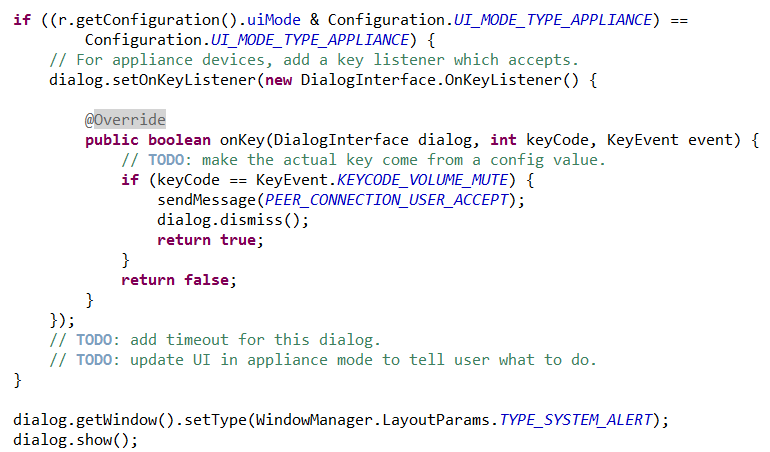 if ((r.getConfiguration().uiMode & Configuration.UI_MODE_TYPE_APPLIANCE) ==
        Configuration.UI_MODE_TYPE_APPLIANCE) {
    // For appliance devices, add a key listener which accepts.
    dialog.setOnKeyListener(new DialogInterface.OnKeyListener() {

        @Override
        public boolean onKey(DialogInterface dialog, int keyCode, KeyEvent event) {
            // TODO: make the actual key come from a config value.
            if (keyCode == KeyEvent.KEYCODE_VOLUME_MUTE) {
                sendMessage(PEER_CONNECTION_USER_ACCEPT);
                dialog.dismiss();
                return true;
            }
            return false;
        }
    });
    // TODO: add timeout for this dialog.
    // TODO: update UI in appliance mode to tell user what to do.
}

dialog.getWindow().setType(WindowManager.LayoutParams.TYPE_SYSTEM_ALERT);
dialog.show();